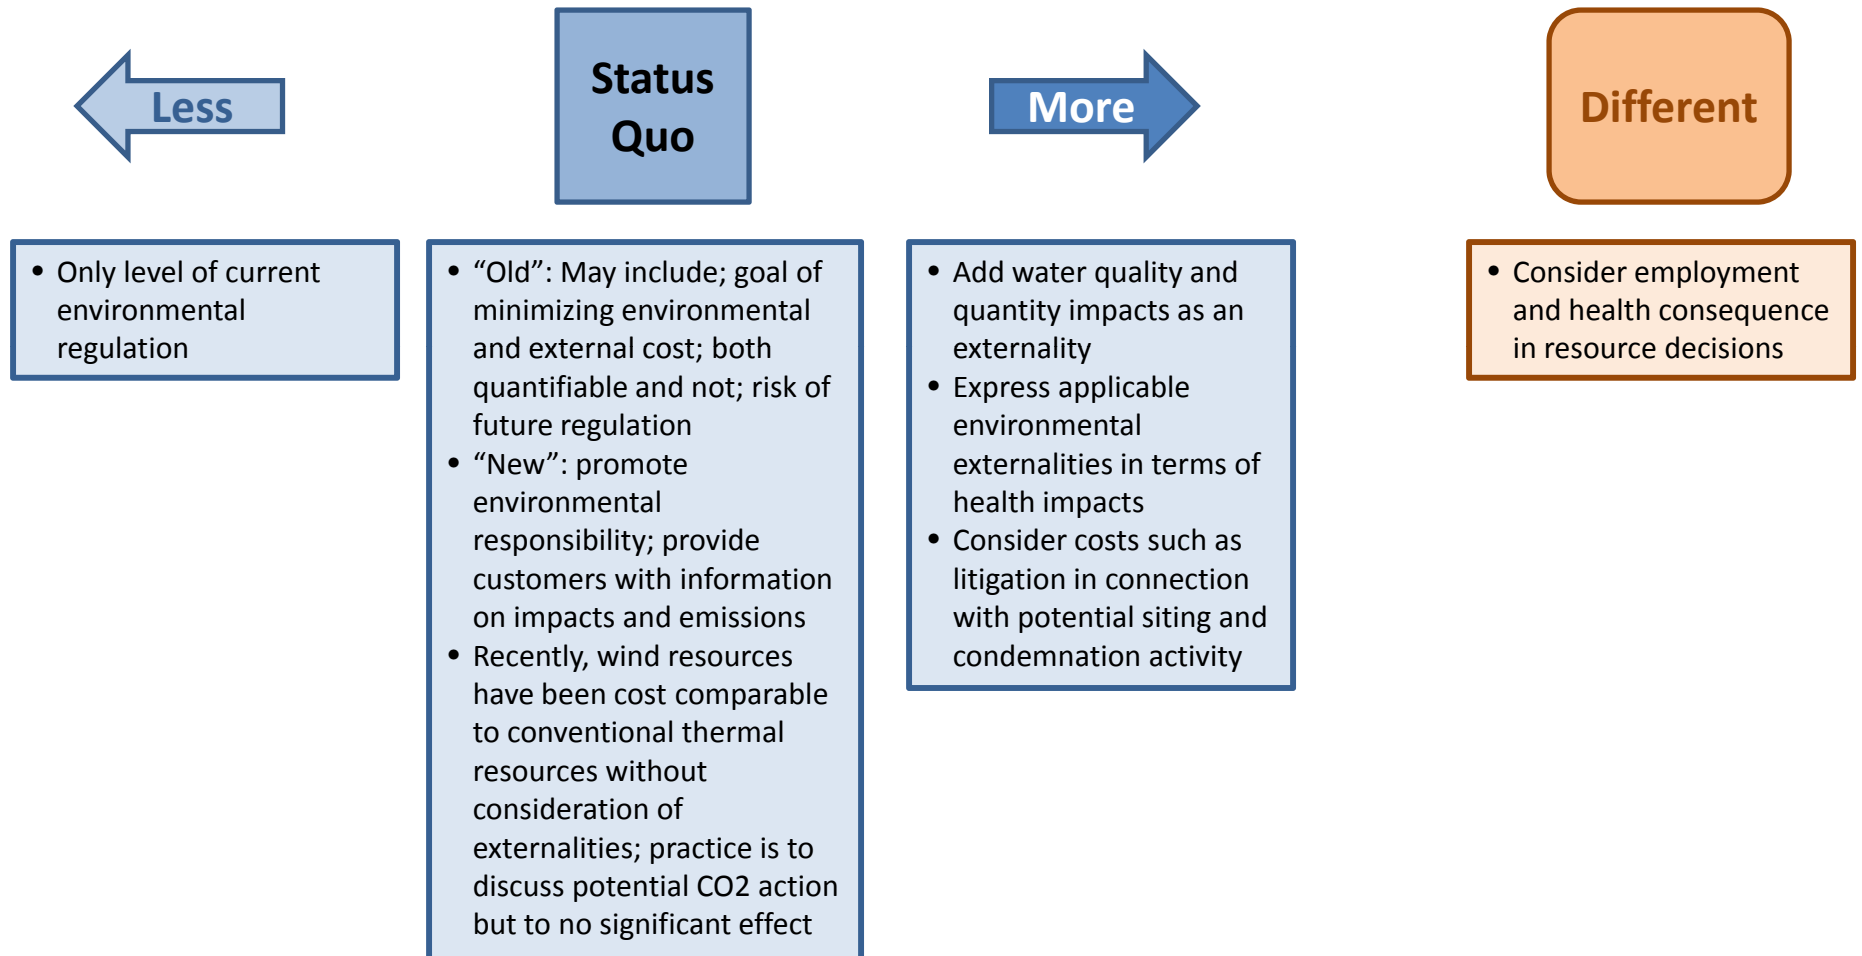 Less
Status
Quo
More
Different
• Only level of current
environmental
regulation
• “Old”: May include; goal of
minimizing environmental
and external cost; both
quantifiable and not; risk of
future regulation
• “New”: promote
environmental
responsibility; provide
customers with information
on impacts and emissions
• Recently, wind resources
have been cost comparable
to conventional thermal
resources without
consideration of
externalities; practice is to
discuss potential CO2 action
but to no significant effect
• Add water quality and
quantity impacts as an
externality
• Express applicable
environmental
externalities in terms of
health impacts
• Consider costs such as
litigation in connection
with potential siting and
condemnation activity
• Consider employment
and health consequence
in resource decisions